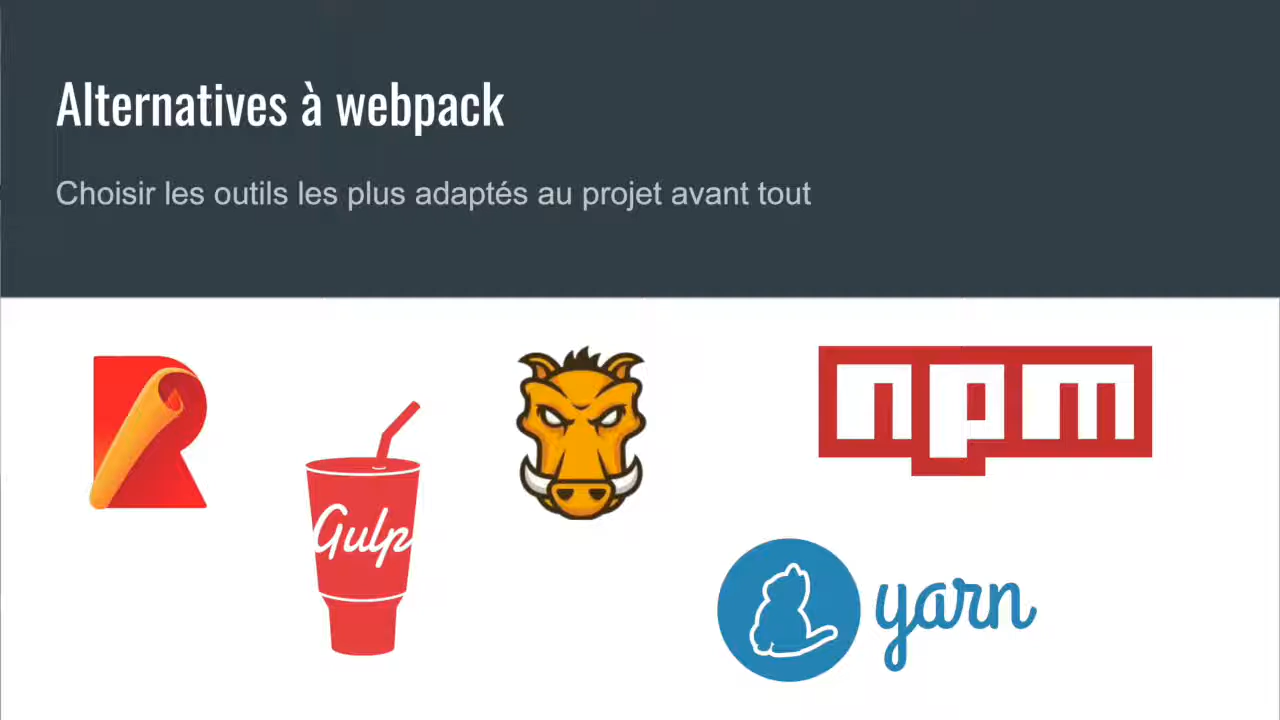 Alternatives à webpack
Choisir les outils les plus adaptés au projet avant tout
npm
Gulp
yarn